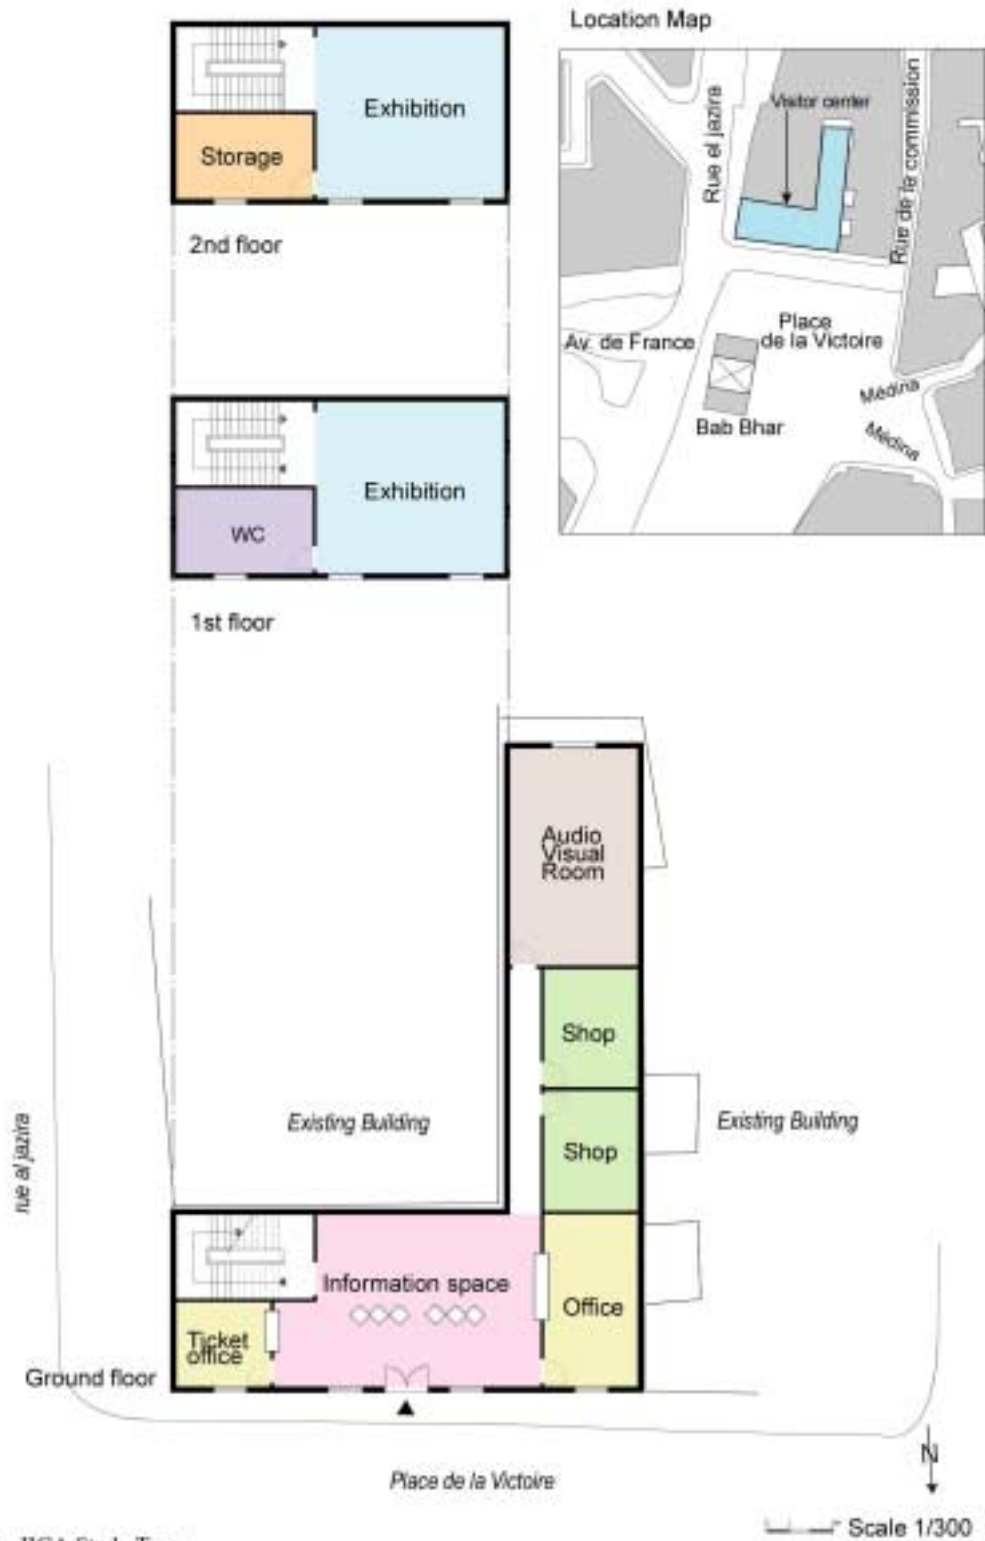 Location Map
Exhibition
Storage
2nd floor
Visitor center
Rue el jazira
Rue de la commission
Av. de France
Place
de la Victoire
Bab Bhar
Médina
Médina
Exhibition
WC
1st floor
Audio
Visual
Room
Shop
Shop
Existing Building
Existing Building
rue al jazira
Information space
Office
Ticket
office
Ground floor
Place de la Victoire
N
Scale 1/300